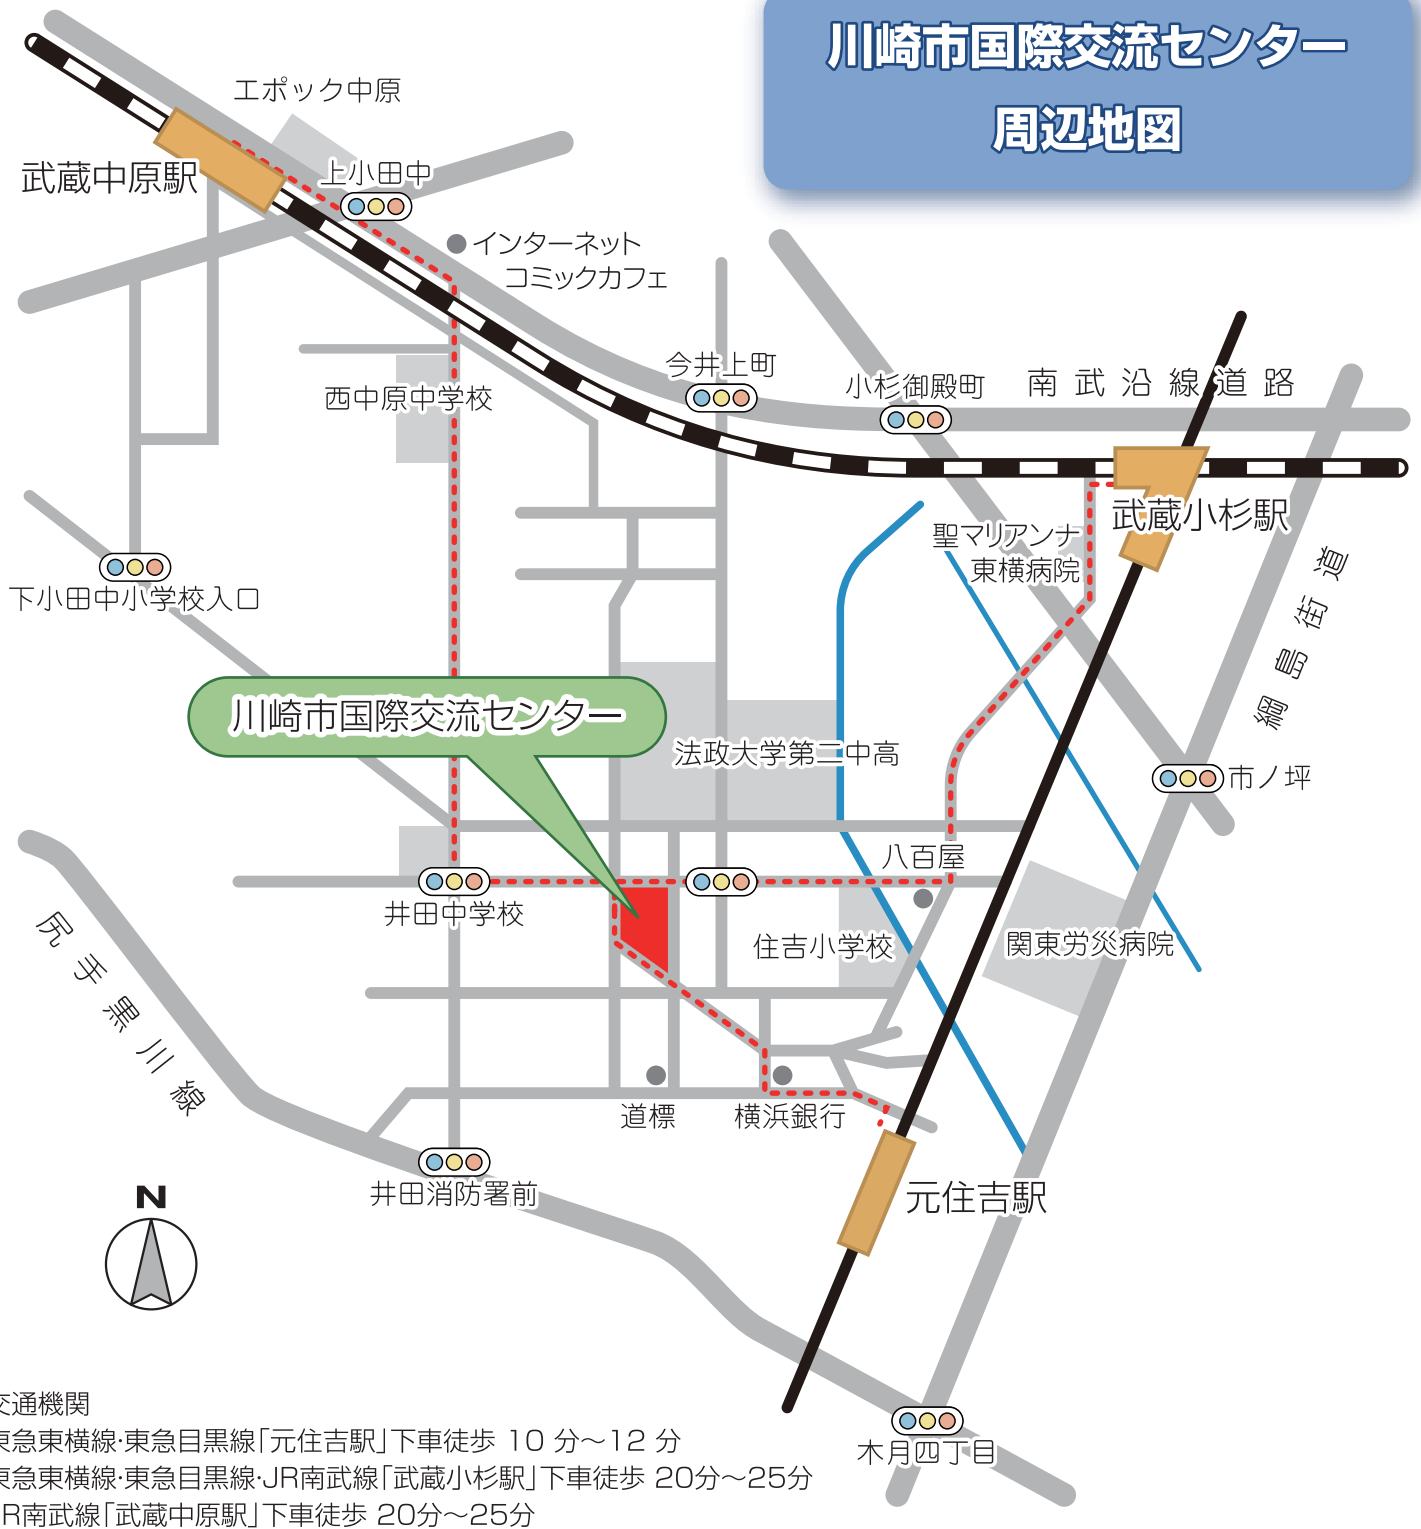 川崎市国際交流センター
周辺地図
エポック中原
武蔵中原駅
上小田中
インターネット
コミックカフェ
西中原中学校
今井上町
小杉御殿町
南武沿線道路
武蔵小杉駅
聖マリアンナ
東横病院
綱島街道
下小田中小学校入口
川崎市国際交流センター
法政大学第二中高
市ノ坪
八百屋
井田中学校
住吉小学校
関東労災病院
尻手黒川線
道標
横浜銀行
井田消防署前
元住吉駅
N
木月四丁目
交通機関
東急東横線・東急目黒線「元住吉駅」下車徒歩 10 分〜12 分
東急東横線・東急目黒線・JR南武線「武蔵小杉駅」下車徒歩 20分〜25分
R南武線「武蔵中原駅」下車徒歩 20分〜25分